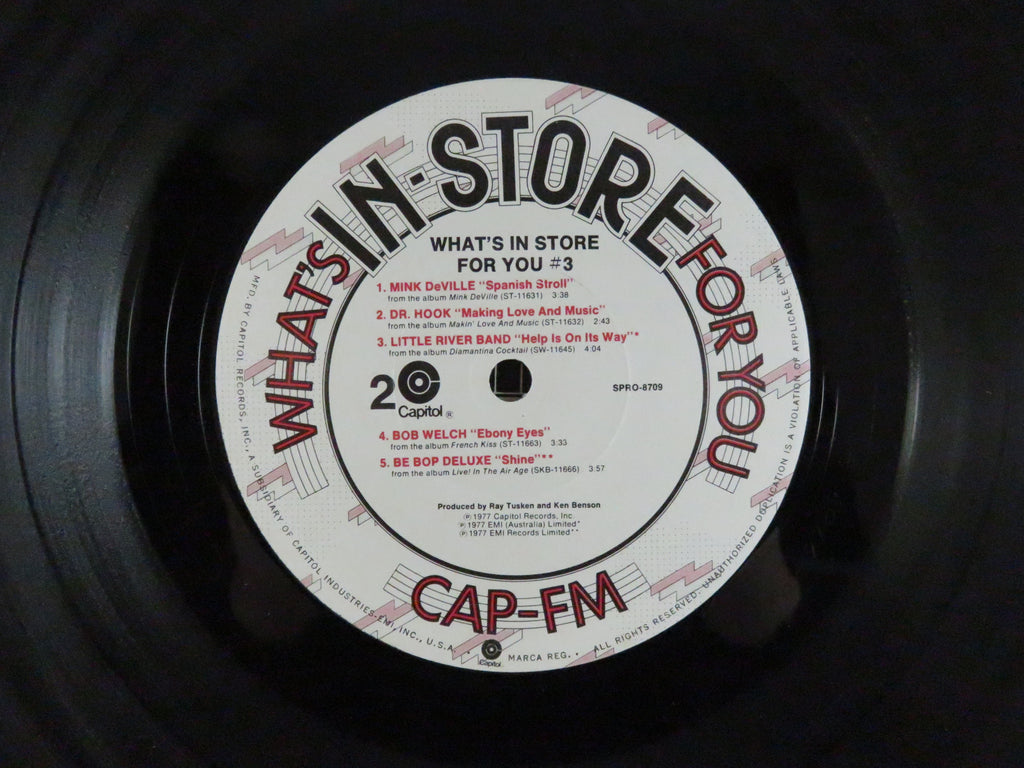 WHAT'S IN-STORE FOR YOU
WHAT'S IN STORE
FOR YOU #3
1. MINK DeVILLE "Spanish Stroll"
from the album Mink DeVille (ST-11631) 3:38
2. DR. HOOK "Making Love And Music"
from the album Makin' Love And Music (ST-11632) 2:43
3. LITTLE RIVER BAND "Help Is On Its Way"*
from the album Diamantina Cocktail (SW-11645) 4:04
2 Capitol ®
SPRO-8709
4. BOB WELCH "Ebony Eyes"
from the album French Kiss (ST-11663) 3:33
5. BE BOP DELUXE "Shine"**
from the album Live! In The Air Age (SKB-11666) 3:57
Produced by Ray Tusken and Ken Benson
℗ 1977 Capitol Records, Inc.
℗ 1977 EMI (Australia) Limited*
℗ 1977 EMI Records Limited**
CAP-FM
MFD. BY CAPITOL RECORDS, INC., A SUBSIDIARY OF CAPITOL INDUSTRIES-EMI, INC., U.S.A. • Capitol MARCA REG. • ALL RIGHTS RESERVED. UNAUTHORIZED DUPLICATION IS A VIOLATION OF APPLICABLE LAWS